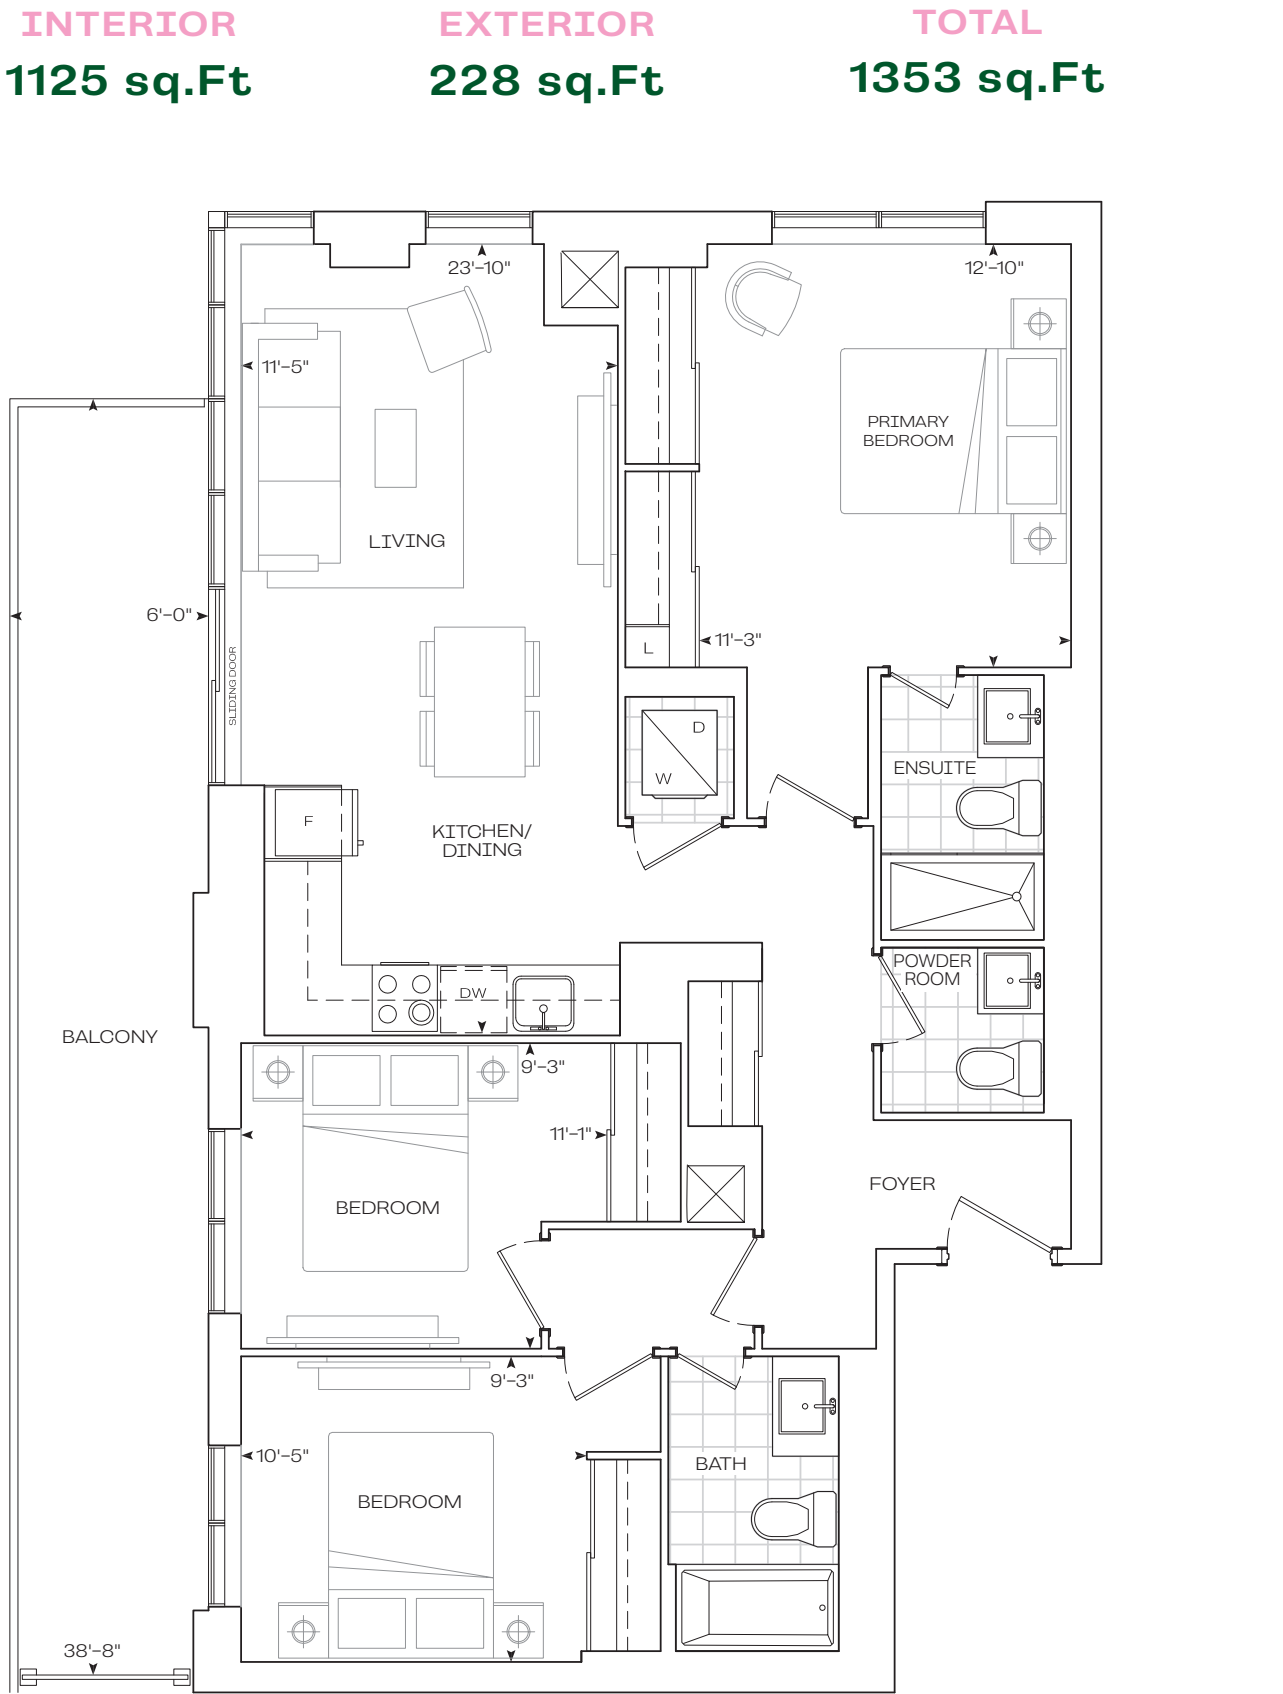 INTERIOR
1125 sq.Ft
EXTERIOR
228 sq.Ft
TOTAL
1353 sq.Ft
23'-10"
12'-10"
11'-5"
PRIMARY
BEDROOM
LIVING
6'-0"
11'-3"
L
SLIDING DOOR
D
W
ENSUITE
F
KITCHEN/
DINING
POWDER
ROOM
DW
BALCONY
9'-3"
11'-1"
FOYER
BEDROOM
9'-3"
10'-5"
BATH
BEDROOM
38'-8"